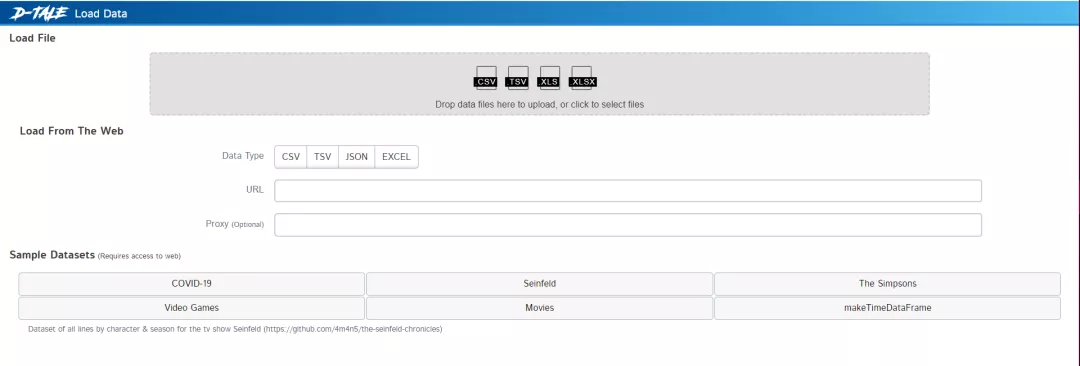 D-TALE Load Data
Load File
CSV TSV XLS XLSX
Drop data files here to upload, or click to select files
Load From The Web
Data Type CSV TSV JSON EXCEL
URL
Proxy (Optional)
Sample Datasets (Requires access to web)
COVID-19 Seinfeld The Simpsons
Video Games Movies makeTimeDataFrame
Dataset of all lines by character & season for the tv show Seinfeld (https://github.com/4m4n5/the-seinfeld-chronicles)